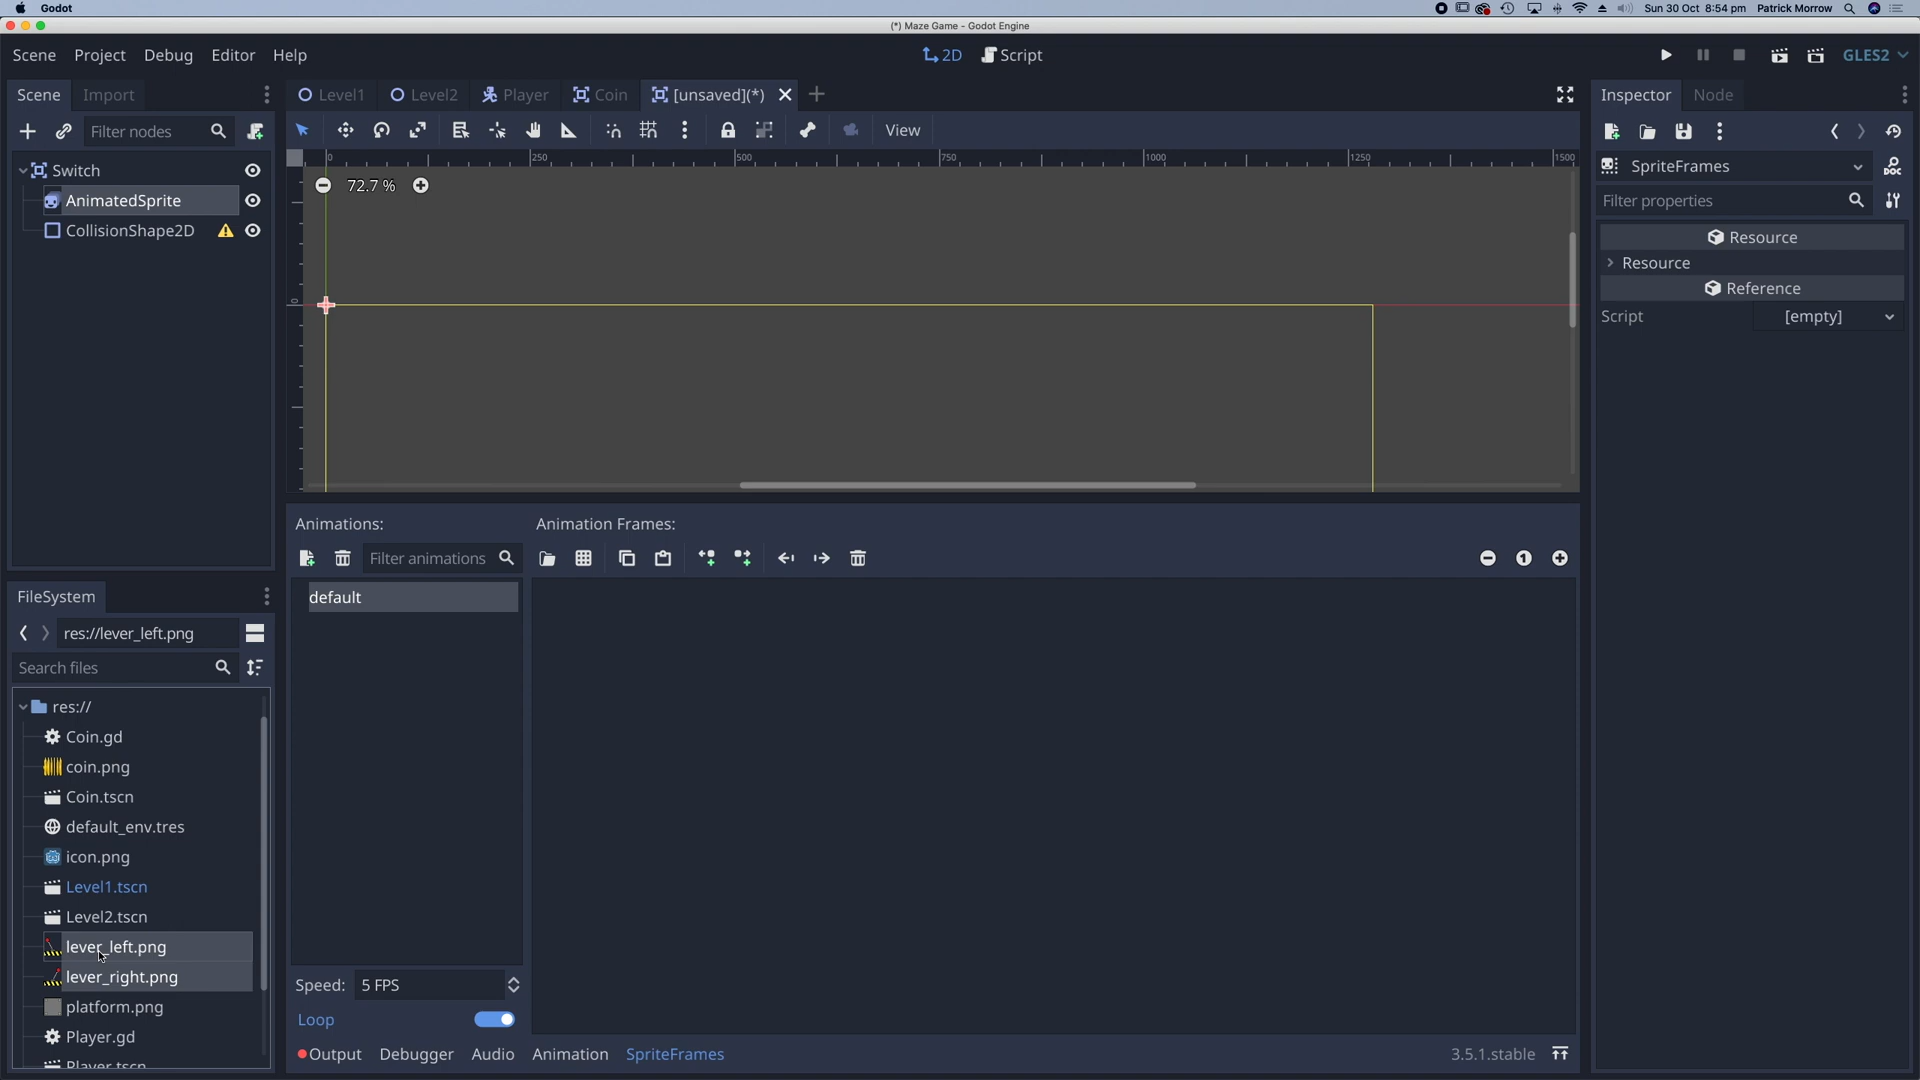 Godot
Sun 30 Oct 8:54 pm Patrick Morrow
(*) Maze Game - Godot Engine
Scene Project Debug Editor Help
2D Script
GLES2
Scene Import
Level1 Level2 Player Coin [unsaved](*)
Inspector Node
Filter nodes
View
0 250 500 750 1000 1250 1500
0
72.7 %
Switch
AnimatedSprite
CollisionShape2D
SpriteFrames
Filter properties
Resource
Resource
Reference
Script [empty]
Animations:
Animation Frames:
Filter animations
default
Speed: 5 FPS
Loop
FileSystem
res://lever_left.png
Search files
res://
Coin.gd
coin.png
Coin.tscn
default_env.tres
icon.png
Level1.tscn
Level2.tscn
lever_left.png
lever_right.png
platform.png
Player.gd
Player.tscn
Output Debugger Audio Animation SpriteFrames
3.5.1.stable